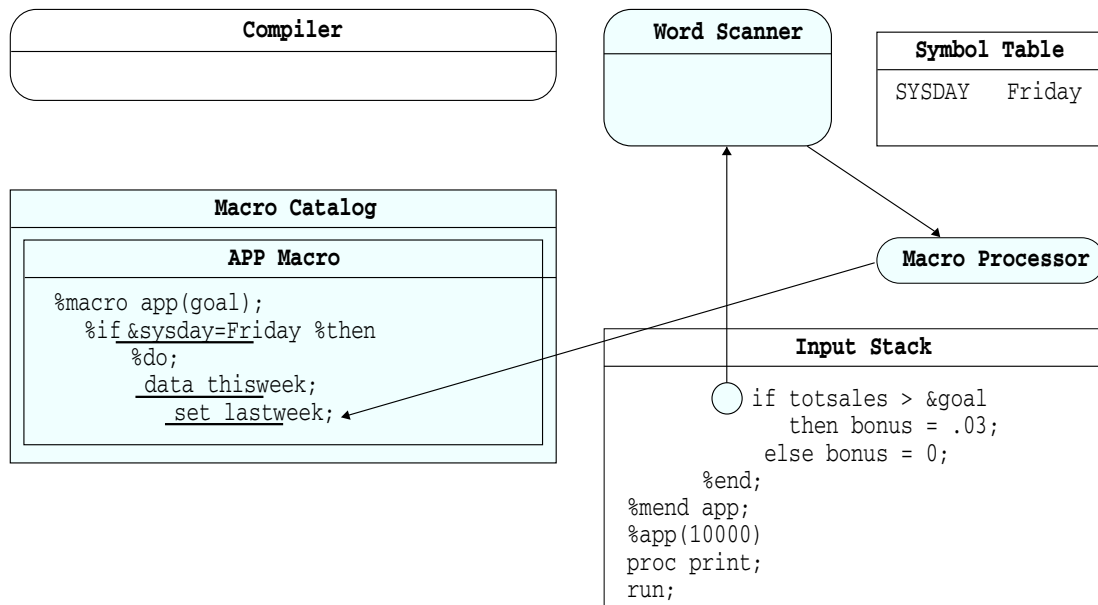 Compiler
Word Scanner
Symbol Table
SYSDAY Friday
Macro Catalog
APP Macro
%macro app(goal);
%if &sysday=Friday %then
%do;
data thisweek;
set lastweek;
Macro Processor
Input Stack
if totsales > &goal
then bonus = .03;
else bonus = 0;
%end;
%mend app;
%app(10000)
proc print;
run;